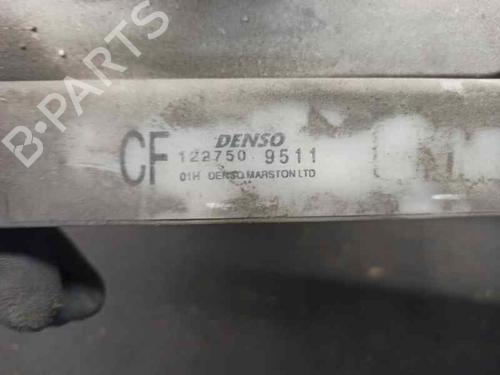 B-Parts
CF
DENSO
122750 9511
01H DENSO MARSTON LTD